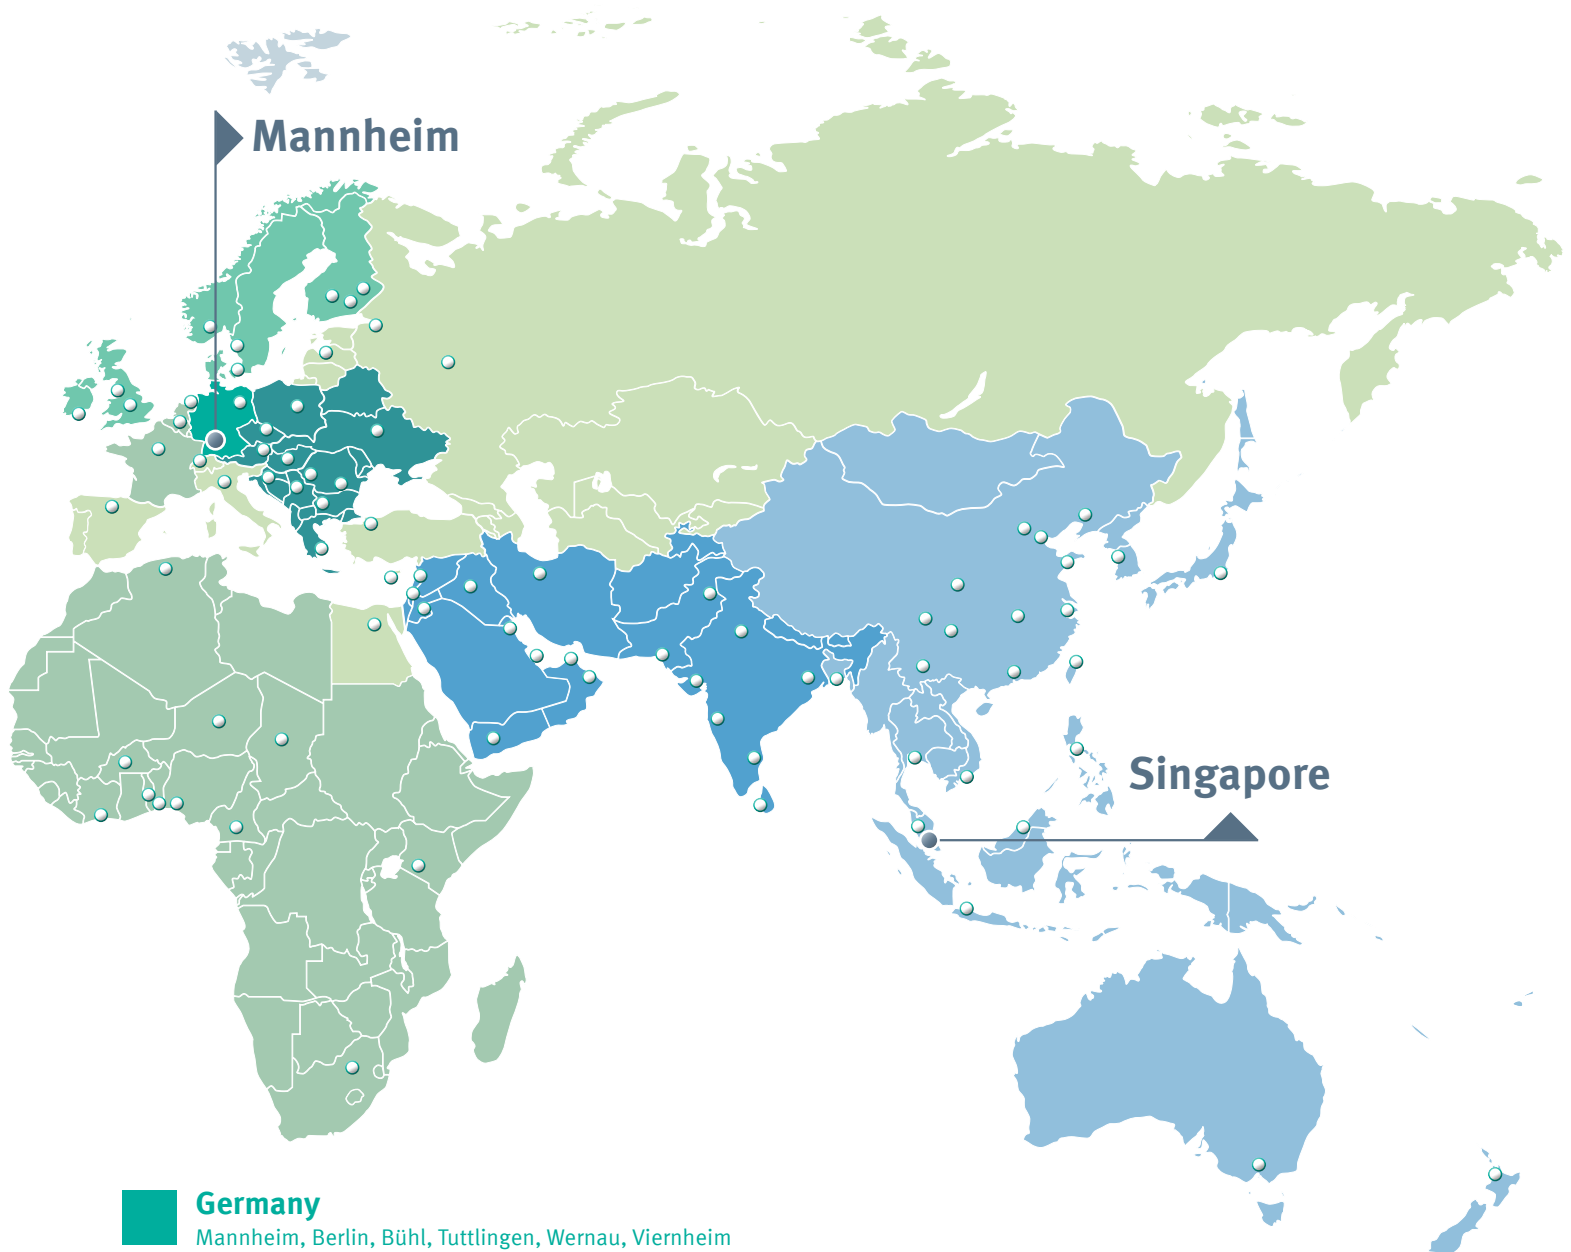 Mannheim
Singapore
Germany
Mannheim, Berlin, Bühl, Tuttlingen, Wernau, Viernheim